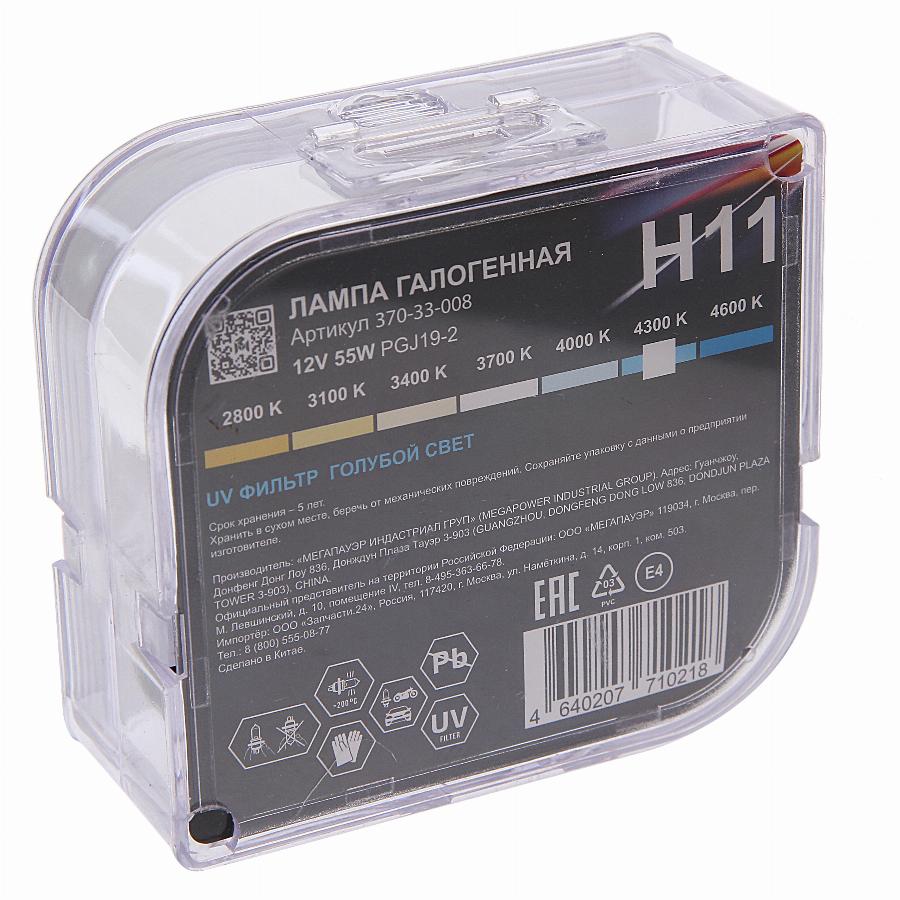 H11
ЛАМПА ГАЛОГЕННАЯ
Артикул 370-33-008
12V 55W PGJ19-2
2800 K 3100 K 3400 K 3700 K 4000 K 4300 K 4600 K
UV ФИЛЬТР ГОЛУБОЙ СВЕТ
Срок хранения – 5 лет.
Хранить в сухом месте, беречь от механических повреждений. Сохраняйте упаковку с данными о предприятии
изготовителе.
Производитель: «МЕГАПАУЭР ИНДАСТРИАЛ ГРУП» (MEGAPOWER INDUSTRIAL GROUP). Адрес: Гуанчжоу,
Донфенг Донг Лоу 836, Донждун Плаза Тауэр 3-903 (GUANGZHOU, DONGFENG DONG LOW 836, DONDJUN PLAZA
TOWER 3-903), CHINA.
Официальный представитель на территории Российской Федерации: ООО «МЕГАПАУЭР» 119034, г. Москва, пер.
М. Левшинский, д. 10, помещение IV, тел. 8-495-363-66-78.
Импортёр: ООО «Запчасти.24», Россия, 117420, г. Москва, ул. Намёткина, д. 14, корп. 1, ком. 503.
Тел.: 8 (800) 555-08-77
Сделано в Китае.
EAC 03 E4
PVC
Pb
~200°C
UV
FILTER
4 640207 710218